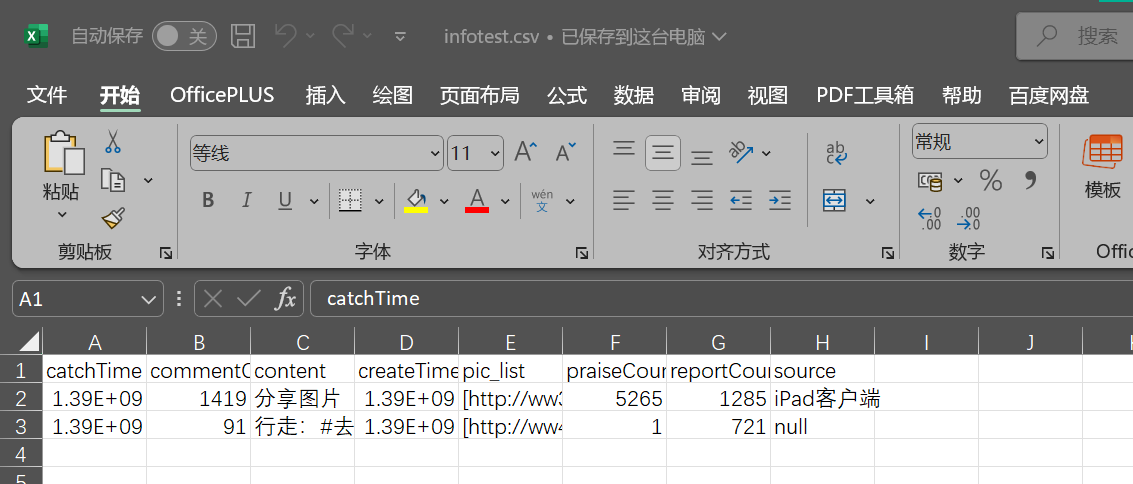 自动保存 关 infotest.csv • 已保存到这台电脑 搜索
文件 开始 OfficePLUS 插入 绘图 页面布局 公式 数据 审阅 视图 PDF工具箱 帮助 百度网盘
粘贴 等线 11 A A ab c 常规 % 模板
B I U A wén 文 .00 .00
剪贴板 字体 对齐方式 数字 Offic
A1 fx catchTime
A B C D E F G H I J
1 catchTime commentC content createTime pic_list praiseCour reportCour source
2 1.39E+09 1419 分享图片 1.39E+09 [http://ww3 5265 1285 iPad客户端
3 1.39E+09 91 行走：#去 1.39E+09 [http://ww4 1 721 null
4